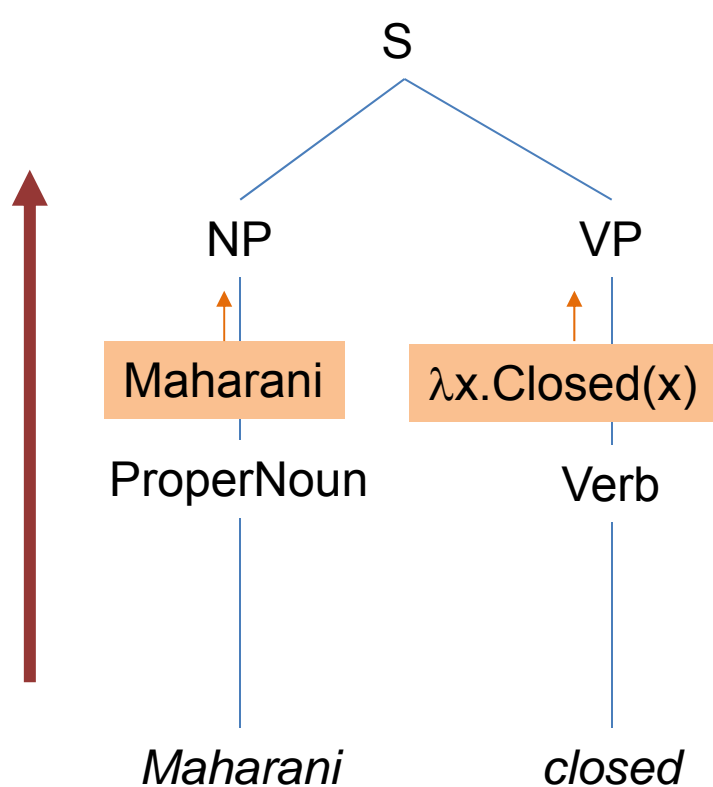 S
NP VP
Maharani λx.Closed(x)
ProperNoun Verb
Maharani closed